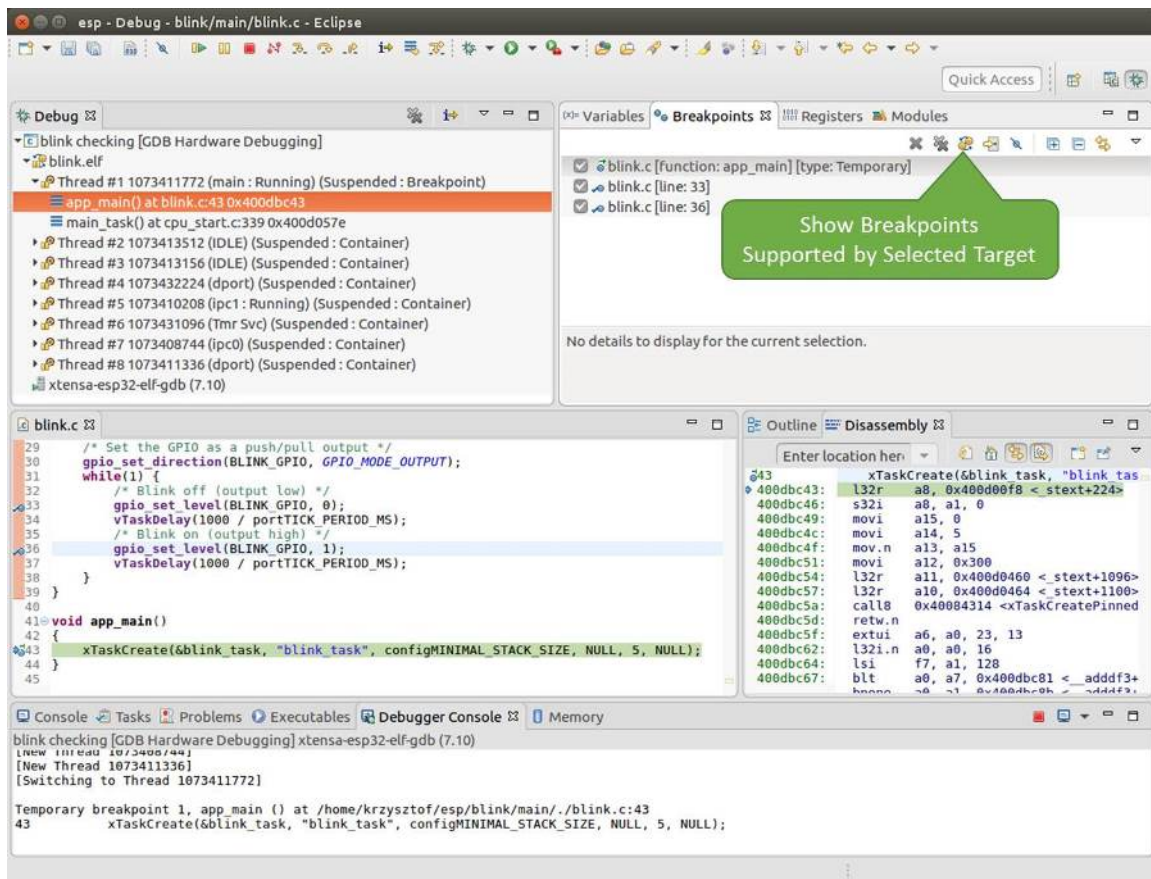 esp - Debug - blink/main/blink.c - Eclipse
Quick Access
Debug
blink checking [GDB Hardware Debugging]
blink.elf
Thread #1 1073411772 (main : Running) (Suspended : Breakpoint)
app_main() at blink.c:43 0x400dbc43
main_task() at cpu_start.c:339 0x400d057e
Thread #2 1073413512 (IDLE) (Suspended : Container)
Thread #3 1073413156 (IDLE) (Suspended : Container)
Thread #4 1073432224 (dport) (Suspended : Container)
Thread #5 1073410208 (ipc1 : Running) (Suspended : Container)
Thread #6 1073431096 (Tmr Svc) (Suspended : Container)
Thread #7 1073408744 (ipc0) (Suspended : Container)
Thread #8 1073411336 (dport) (Suspended : Container)
xtensa-esp32-elf-gdb (7.10)
(x)= Variables Breakpoints Registers Modules
blink.c [function: app_main] [type: Temporary]
blink.c [line: 33]
blink.c [line: 36]
Show Breakpoints
Supported by Selected Target
No details to display for the current selection.
blink.c
29 /* Set the GPIO as a push/pull output */
30 gpio_set_direction(BLINK_GPIO, GPIO_MODE_OUTPUT);
31 while(1) {
32 /* Blink off (output low) */
33 gpio_set_level(BLINK_GPIO, 0);
34 vTaskDelay(1000 / portTICK_PERIOD_MS);
35 /* Blink on (output high) */
36 gpio_set_level(BLINK_GPIO, 1);
37 vTaskDelay(1000 / portTICK_PERIOD_MS);
38 }
39 }
40
41 void app_main()
42 {
43 xTaskCreate(&blink_task, "blink_task", configMINIMAL_STACK_SIZE, NULL, 5, NULL);
44 }
45
Outline Disassembly
Enter location her
43 xTaskCreate(&blink_task, "blink_tas
400dbc43: l32r a8, 0x400d00f8 <_stext+224>
400dbc46: s32i a8, a1, 0
400dbc49: movi a15, 0
400dbc4c: movi a14, 5
400dbc4f: mov.n a13, a15
400dbc51: movi a12, 0x300
400dbc54: l32r a11, 0x400d0460 <_stext+1096>
400dbc57: l32r a10, 0x400d0464 <_stext+1100>
400dbc5a: call8 0x40084314 <xTaskCreatePinned
400dbc5d: retw.n
400dbc5f: extui a6, a0, 23, 13
400dbc62: l32i.n a0, a0, 16
400dbc64: lsi f7, a1, 128
400dbc67: blt a0, a7, 0x400dbc81 <__adddf3+
Console Tasks Problems Executables Debugger Console Memory
blink checking [GDB Hardware Debugging] xtensa-esp32-elf-gdb (7.10)
[New Thread 1073408744]
[New Thread 1073411336]
[Switching to Thread 1073411772]
Temporary breakpoint 1, app_main () at /home/krzysztof/esp/blink/main/./blink.c:43
43 xTaskCreate(&blink_task, "blink_task", configMINIMAL_STACK_SIZE, NULL, 5, NULL);